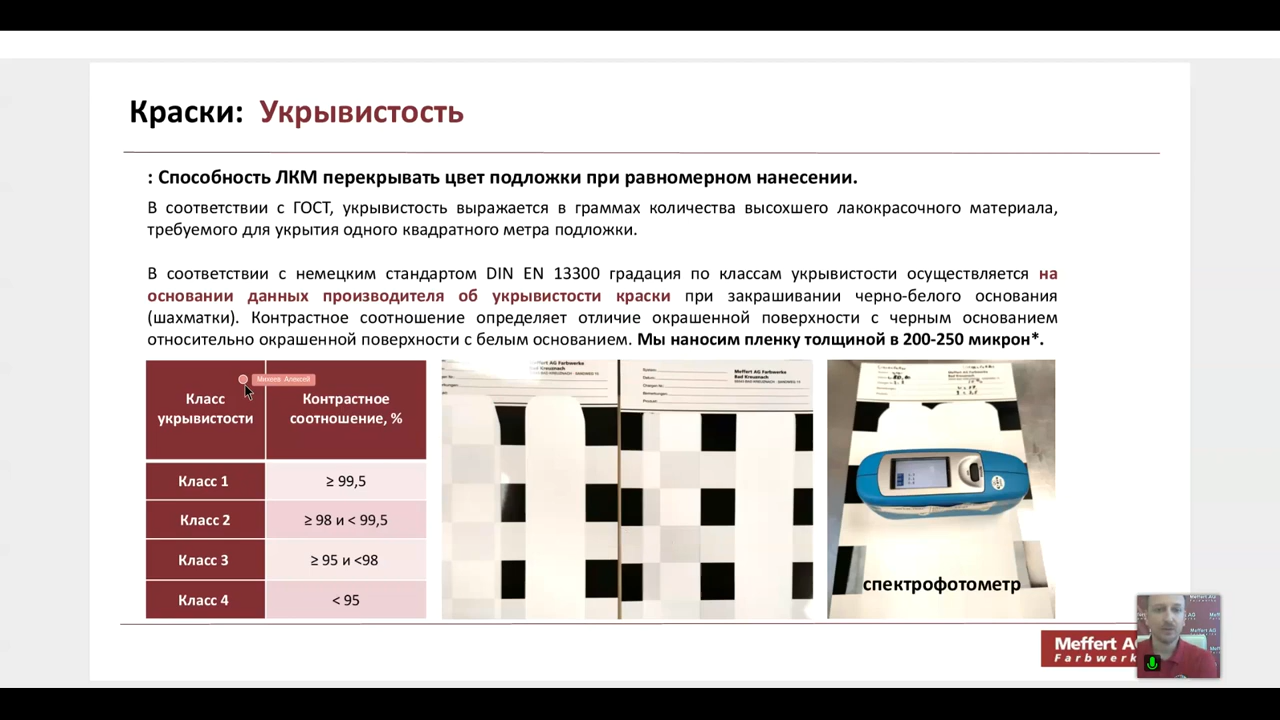 Краски: Укрывистость
: Способность ЛКМ перекрывать цвет подложки при равномерном нанесении.
В соответствии с ГОСТ, укрывистость выражается в граммах количества высохшего лакокрасочного материала,
требуемого для укрытия одного квадратного метра подложки.
В соответствии с немецким стандартом DIN EN 13300 градация по классам укрывистости осуществляется на
основании данных производителя об укрывистости краски при закрашивании черно-белого основания
(шахматки). Контрастное соотношение определяет отличие окрашенной поверхности с черным основанием
относительно окрашенной поверхности с белым основанием. Мы наносим пленку толщиной в 200-250 микрон*.
Михеев Алексей
Класс
укрывистости
Контрастное
соотношение, %
Класс 1
≥ 99,5
Класс 2
≥ 98 и < 99,5
Класс 3
≥ 95 и <98
Класс 4
< 95
Meffert AG Farbwerke
Bad Kreuznach
Meffert AG Farbwerke
спектрофотометр
Meffert A
Farbwerk